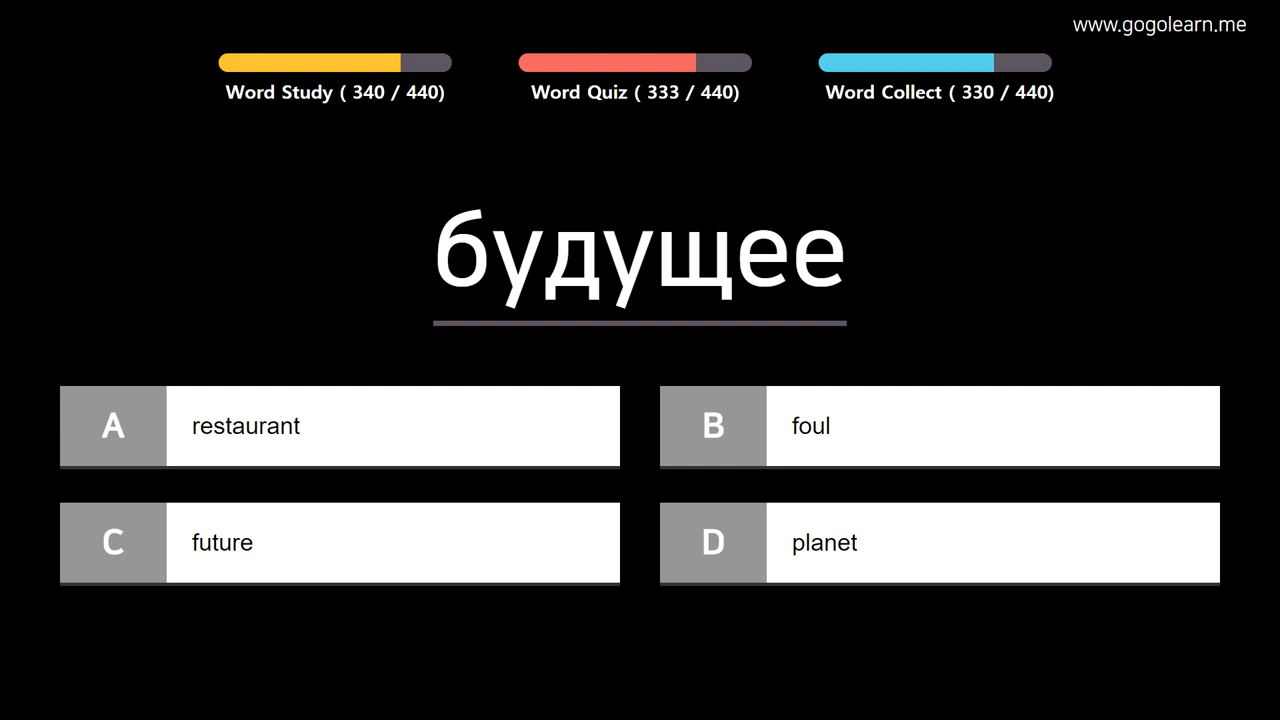 www.gogolearn.me
Word Study ( 340 / 440)
Word Quiz ( 333 / 440)
Word Collect ( 330 / 440)
будущее
A restaurant
B foul
C future
D planet